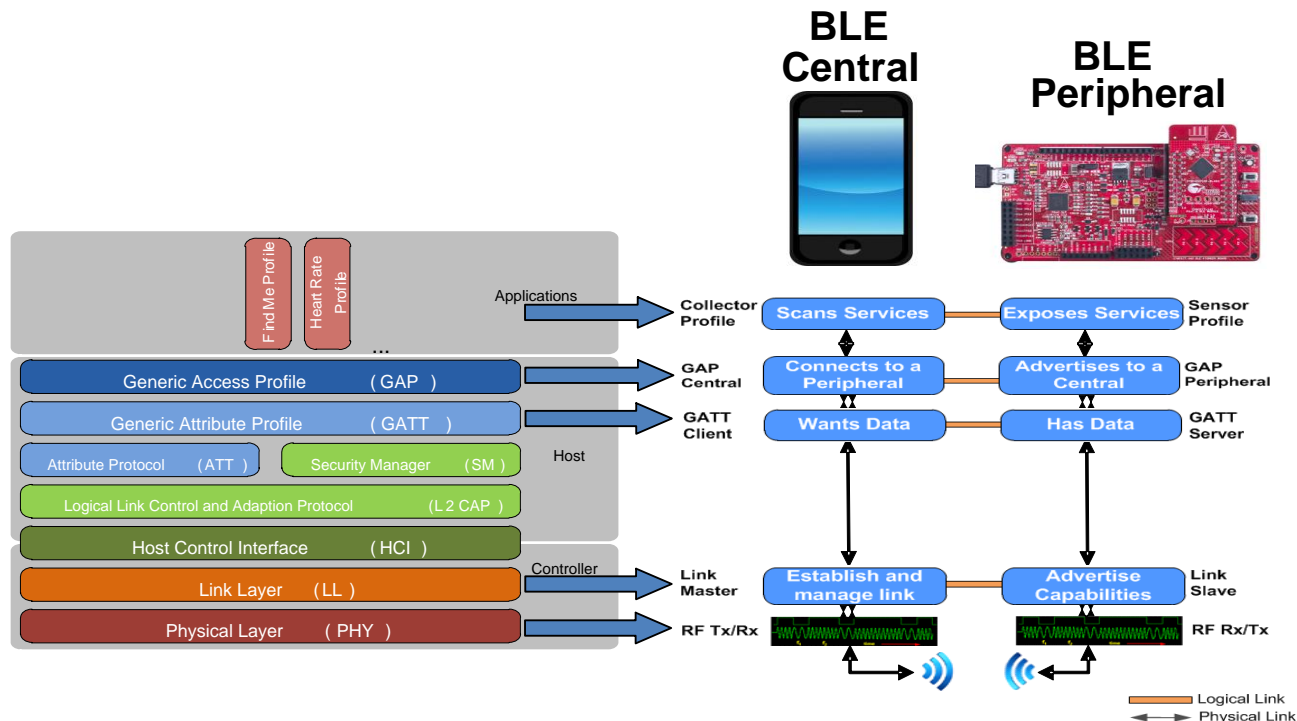 BLE
Central
BLE
Peripheral
Find Me Profile
Heart Rate
Profile
...
Applications
Collector
Profile
Scans Services
Exposes Services
Sensor
Profile
Generic Access Profile (GAP)
GAP
Central
Connects to a
Peripheral
Advertises to a
Central
GAP
Peripheral
Generic Attribute Profile (GATT)
GATT
Client
Wants Data
Has Data
GATT
Server
Attribute Protocol (ATT)
Security Manager (SM)
Host
Logical Link Control and Adaption Protocol (L2CAP)
Host Control Interface (HCI)
Controller
Link Layer (LL)
Link
Master
Establish and
manage link
Advertise
Capabilities
Link
Slave
Physical Layer (PHY)
RF Tx/Rx
RF Rx/Tx
Logical Link
Physical Link